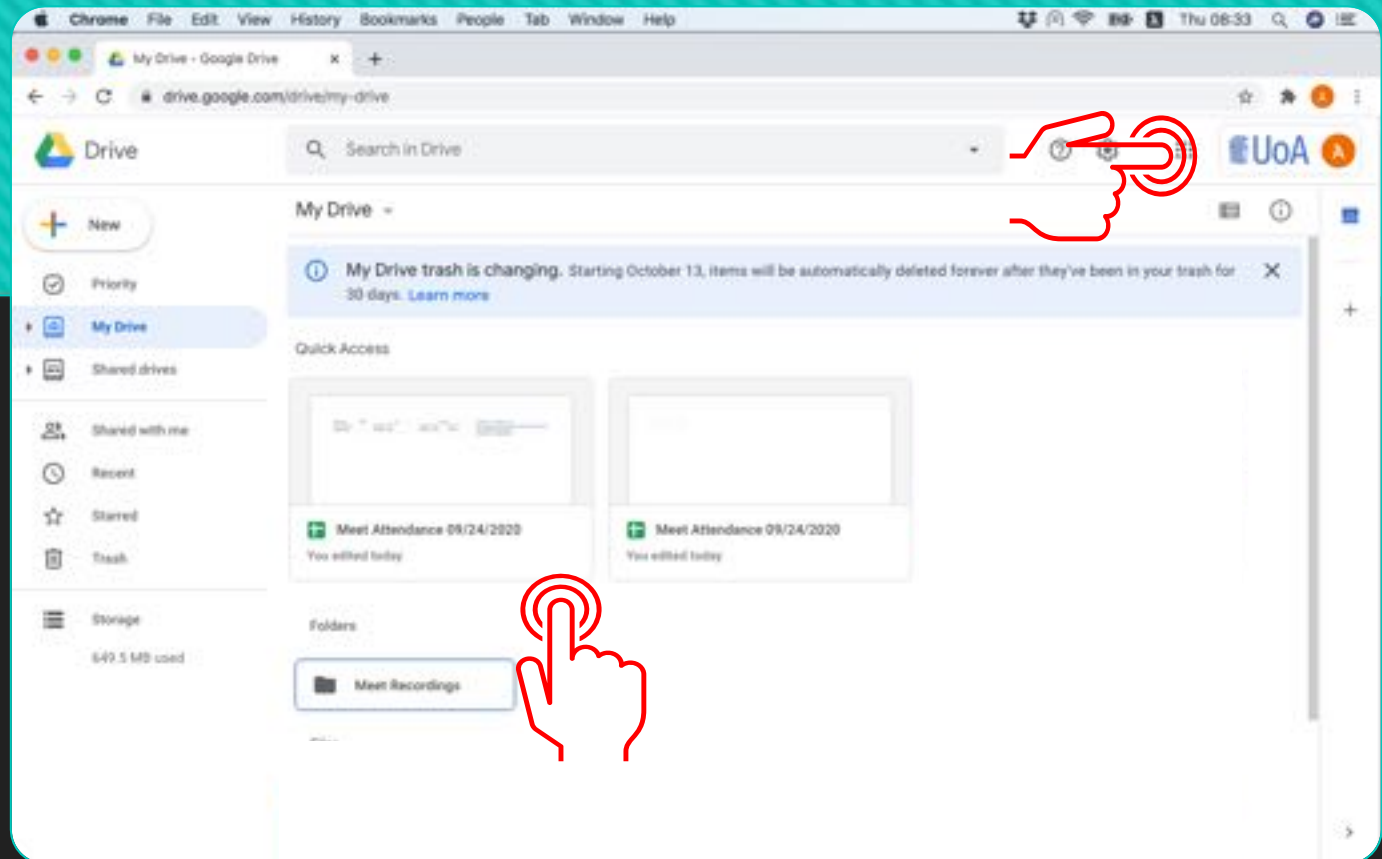 Chrome File Edit View History Bookmarks People Tab Window Help Thu 08:33
My Drive - Google Drive
drive.google.com/drive/my-drive
Drive
Search in Drive
UoA
A
New
My Drive
My Drive trash is changing. Starting October 13, items will be automatically deleted forever after they've been in your trash for
30 days. Learn more
Priority
My Drive
Shared drives
Quick Access
Shared with me
Recent
Starred
Trash
Meet Attendance 09/24/2020
You edited today
Meet Attendance 09/24/2020
You edited today
Storage
649.5 MB used
Folders
Meet Recordings